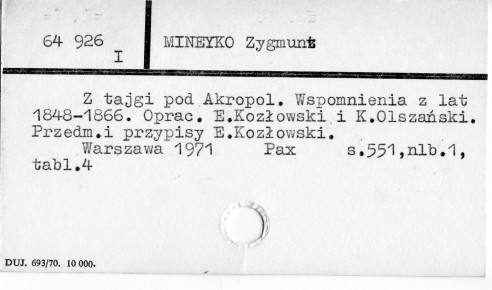 64 926
I
MINEYKO Zygmunt
Z tajgi pod Akropol. Wspomnienia z lat
1848-1866. Oprac. E.Kozłowski i K.Olszański.
Przedm.i przypisy E.Kozłowski.
Warszawa 1971 Pax s.551,nlb.1,
tabl.4
DUJ. 693/70. 10 000.